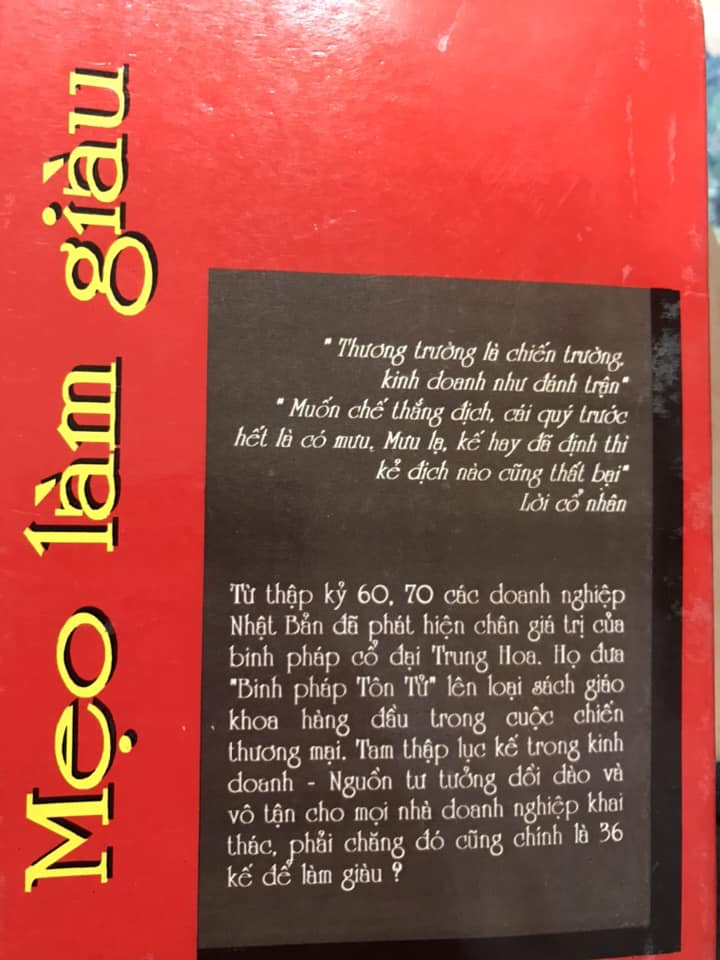 Mẹo làm giàu
" Thương trường là chiến trường,
kinh doanh như đánh trận"
" Muốn chế thắng địch, cái quý trước
hết là có mưu. Mưu lạ, kế hay đã định thì
kẻ địch nào cũng thất bại"
Lời cổ nhân
Từ thập kỷ 60, 70 các doanh nghiệp
Nhật Bản đã phát hiện chân giá trị của
binh pháp cổ đại Trung Hoa. Họ đưa
"Binh pháp Tôn Tử" lên loại sách giáo
khoa hàng đầu trong cuộc chiến
thương mại. Tam thập lục kế trong kinh
doanh - Nguồn tư tưởng dồi dào và
vô tận cho mọi nhà doanh nghiệp khai
thác, phải chăng đó cũng chính là 36
kế để làm giàu ?